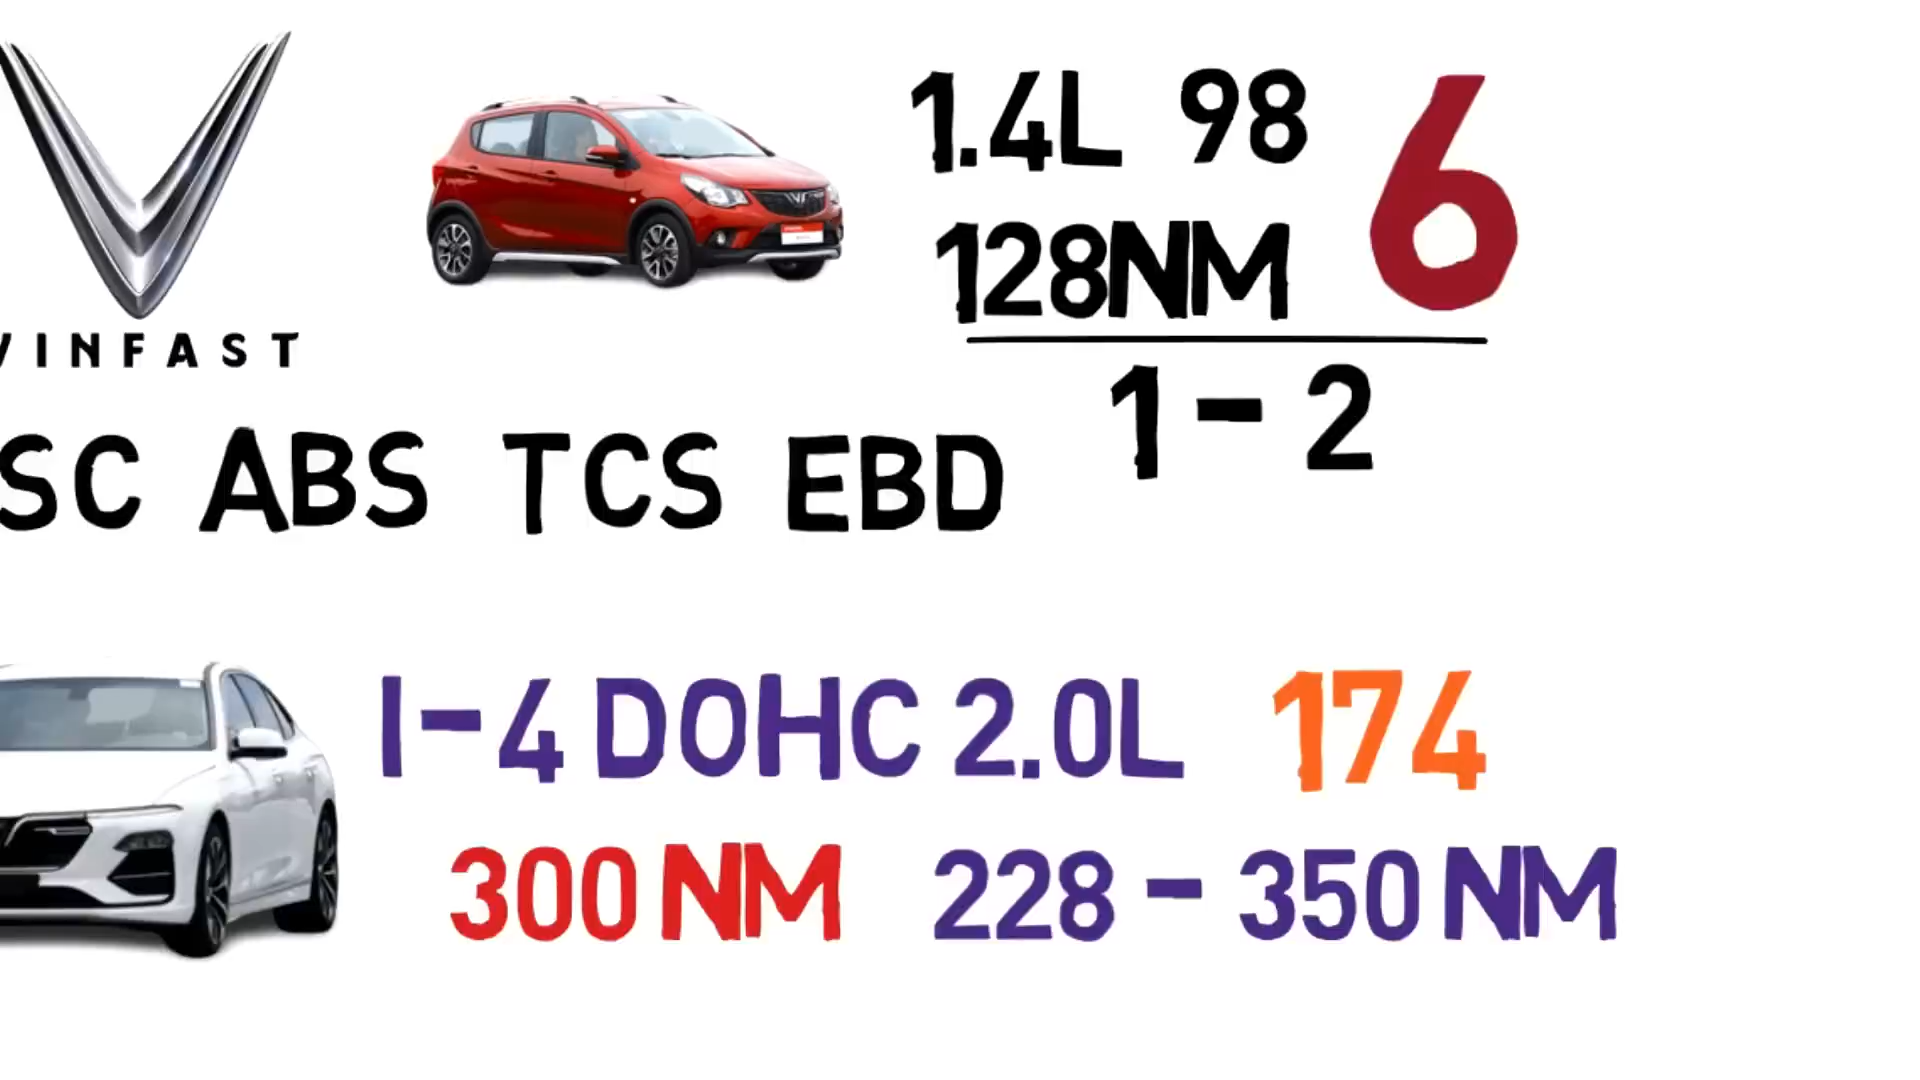 VINFAST
1.4L 98
128NM
6
1 - 2
SC ABS TCS EBD
I-4 DOHC 2.0L 174
300 NM 228 - 350 NM